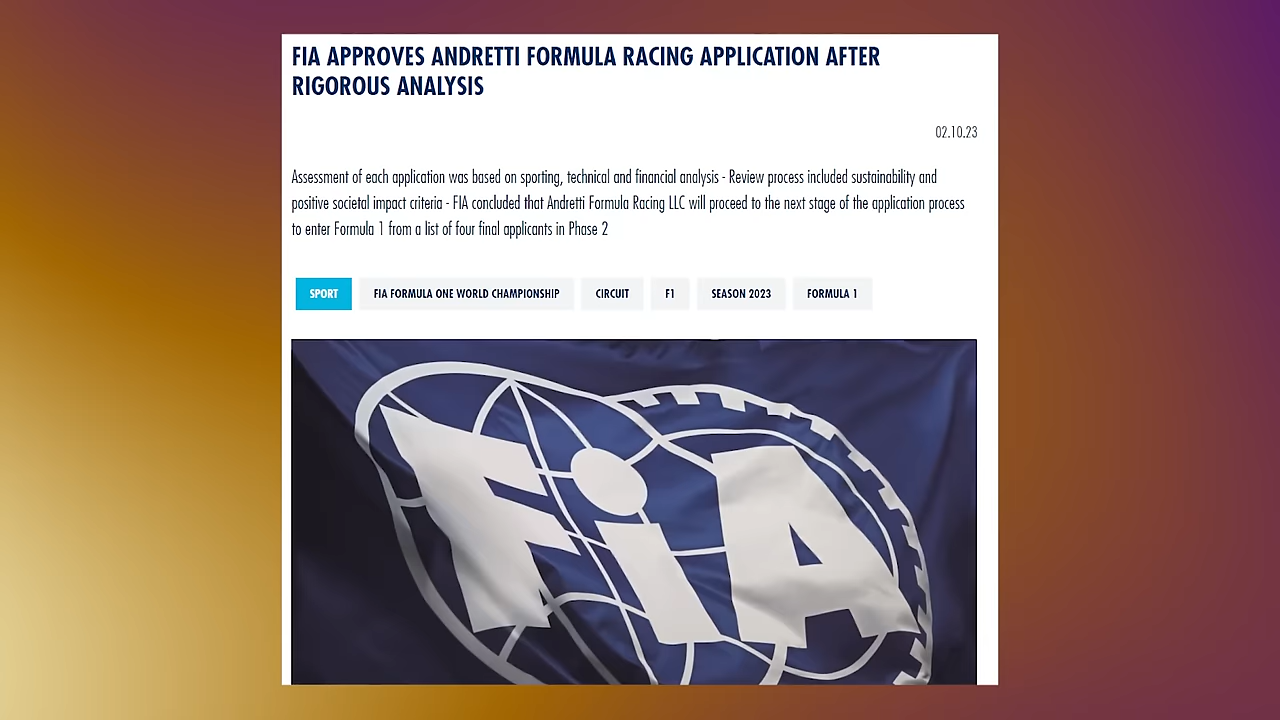 FIA APPROVES ANDRETTI FORMULA RACING APPLICATION AFTER
RIGOROUS ANALYSIS
02.10.23
Assessment of each application was based on sporting, technical and financial analysis - Review process included sustainability and
positive societal impact criteria - FIA concluded that Andretti Formula Racing LLC will proceed to the next stage of the application process
to enter Formula 1 from a list of four final applicants in Phase 2
SPORT FIA FORMULA ONE WORLD CHAMPIONSHIP CIRCUIT F1 SEASON 2023 FORMULA 1
FiA